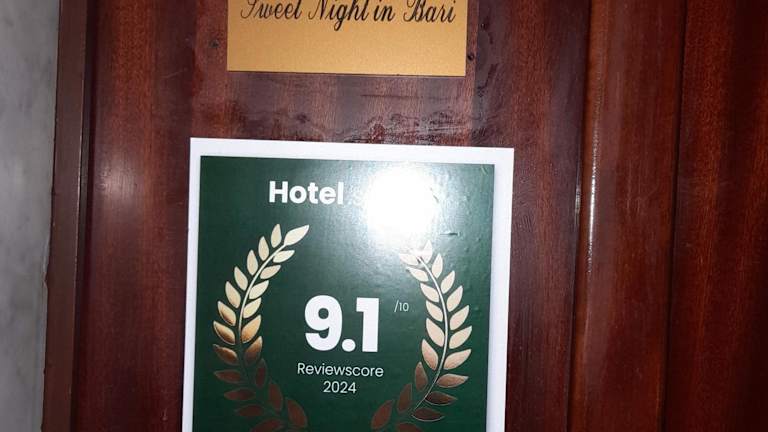 Sweet Night in Bari
Hotel
9.1 /10
Reviewscore
2024